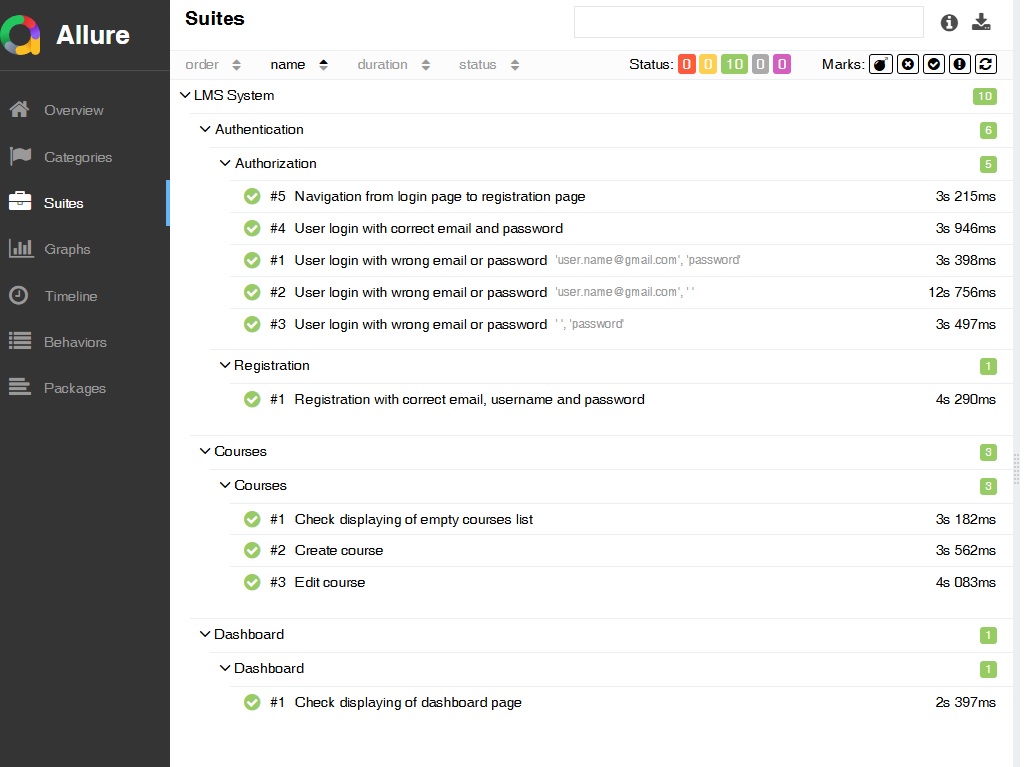 Allure
Overview
Categories
Suites
Graphs
Timeline
Behaviors
Packages
Suites
order name duration status Status: 0 0 10 0 0 Marks:
LMS System 10
Authentication 6
Authorization 5
#5 Navigation from login page to registration page 3s 215ms
#4 User login with correct email and password 3s 946ms
#1 User login with wrong email or password 'user.name@gmail.com', 'password' 3s 398ms
#2 User login with wrong email or password 'user.name@gmail.com', ' ' 12s 756ms
#3 User login with wrong email or password ' ', 'password' 3s 497ms
Registration 1
#1 Registration with correct email, username and password 4s 290ms
Courses 3
Courses 3
#1 Check displaying of empty courses list 3s 182ms
#2 Create course 3s 562ms
#3 Edit course 4s 083ms
Dashboard 1
Dashboard 1
#1 Check displaying of dashboard page 2s 397ms